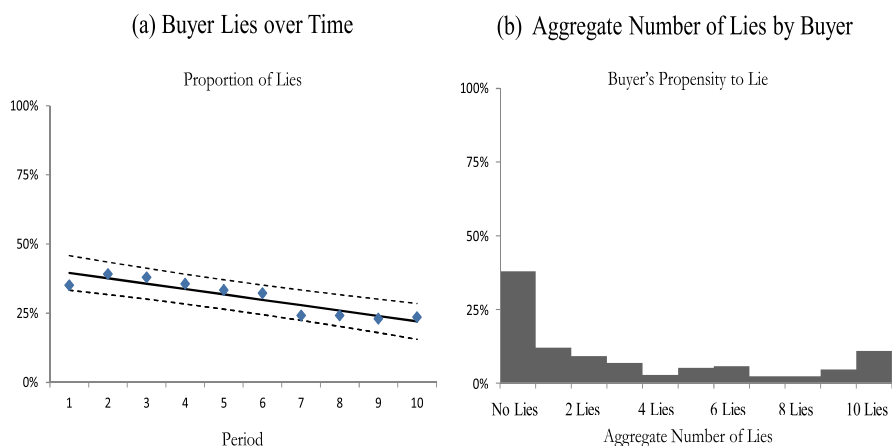 (a) Buyer Lies over Time
Proportion of Lies
100%
75%
50%
25%
0%
1 2 3 4 5 6 7 8 9 10
Period
(b) Aggregate Number of Lies by Buyer
Buyer's Propensity to Lie
100%
75%
50%
25%
0%
No Lies 2 Lies 4 Lies 6 Lies 8 Lies 10 Lies
Aggregate Number of Lies